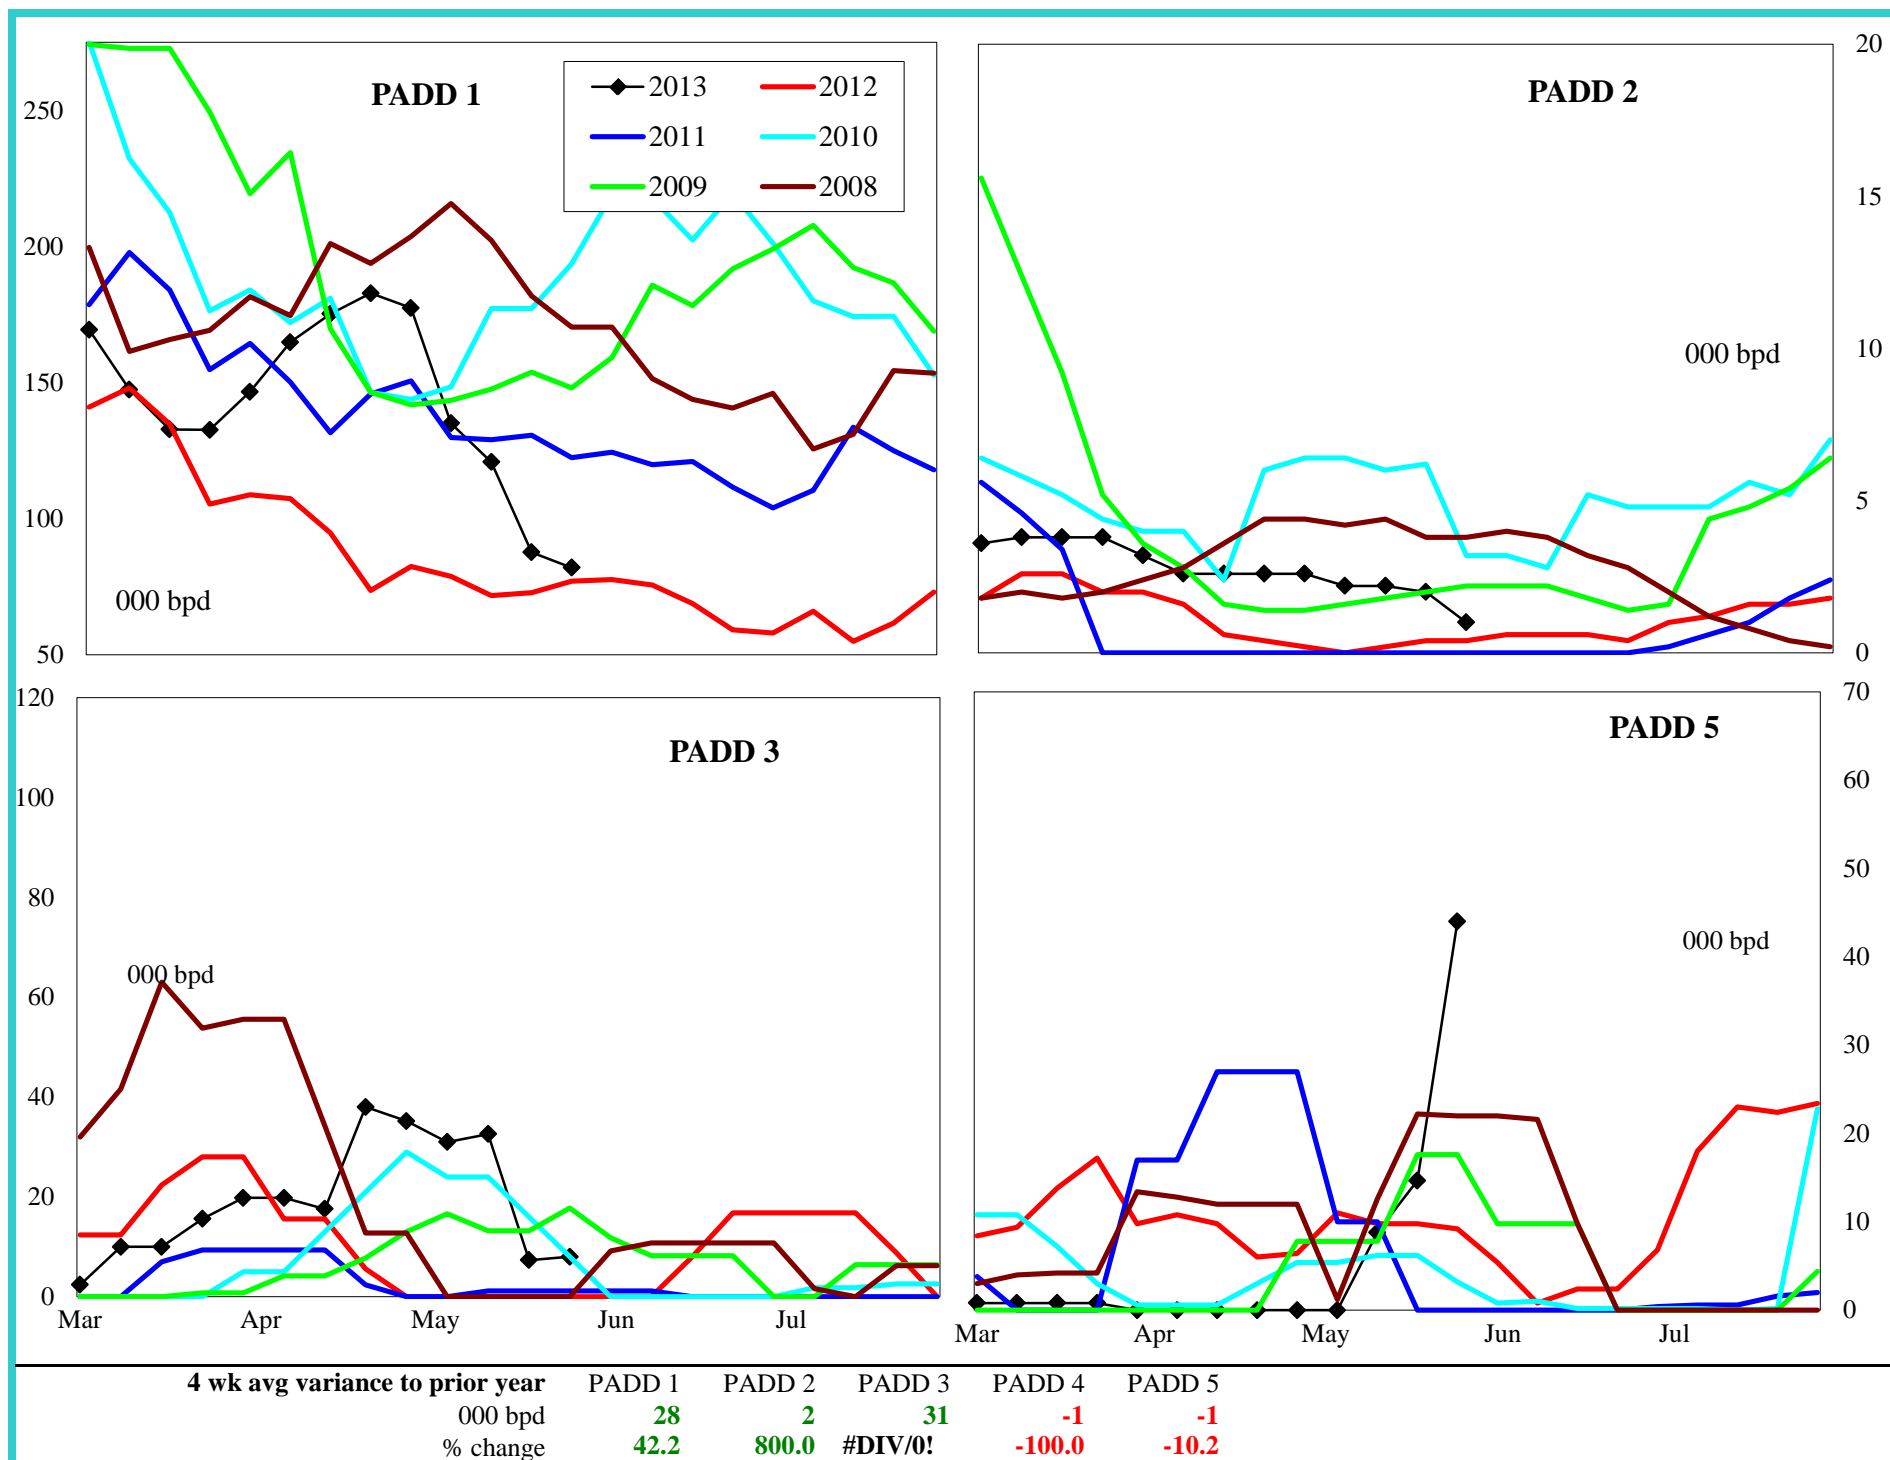 PADD 1
2013 2012
2011 2010
2009 2008
250
200
150
100
50
000 bpd
PADD 2
20
15
10
5
0
000 bpd
PADD 3
120
100
80
60
40
20
0
000 bpd
Mar Apr May Jun Jul
PADD 5
70
60
50
40
30
20
10
0
000 bpd
Mar Apr May Jun Jul
4 wk avg variance to prior year PADD 1 PADD 2 PADD 3 PADD 4 PADD 5
000 bpd 28 2 31 -1 -1
% change 42.2 800.0 #DIV/0! -100.0 -10.2